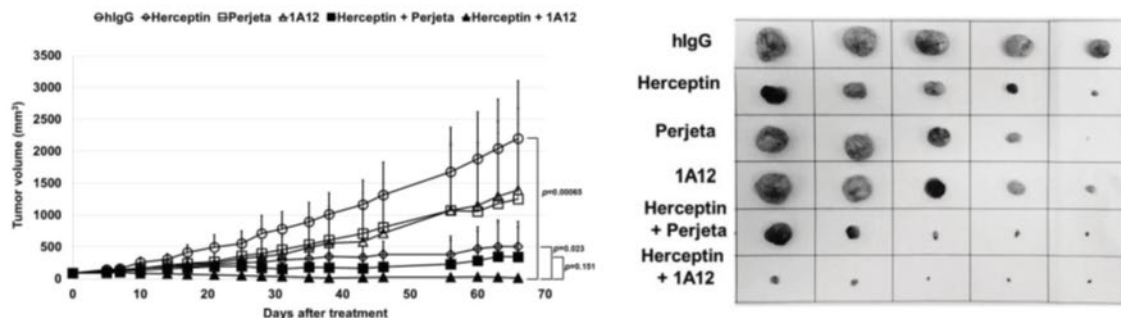 hIgG Herceptin Perjeta 1A12 Herceptin + Perjeta Herceptin + 1A12
3500
3000
2500
2000
1500
1000
500
0
Tumor volume (mm³)
0 10 20 30 40 50 60 70
Days after treatment
p=0.00065
p=0.023
p=0.151
hIgG
Herceptin
Perjeta
1A12
Herceptin
+ Perjeta
Herceptin
+ 1A12